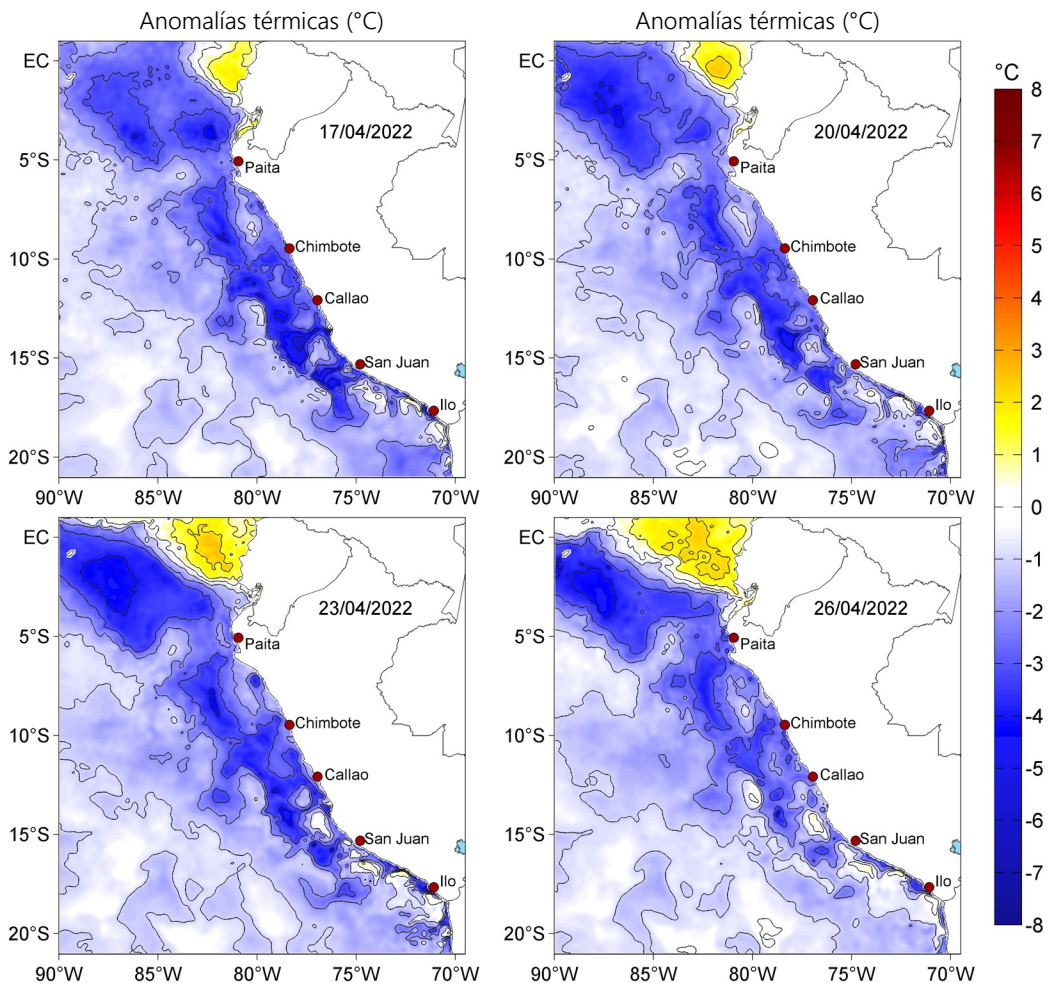 Anomalías térmicas (°C)
Anomalías térmicas (°C)
EC
5°S
10°S
15°S
20°S
90°W
85°W
80°W
75°W
70°W
17/04/2022
Paita
Chimbote
Callao
San Juan
Ilo
EC
5°S
10°S
15°S
20°S
90°W
85°W
80°W
75°W
70°W
20/04/2022
Paita
Chimbote
Callao
San Juan
Ilo
°C
8
7
6
5
4
3
2
1
0
-1
-2
-3
-4
-5
-6
-7
-8
EC
5°S
10°S
15°S
20°S
90°W
85°W
80°W
75°W
70°W
23/04/2022
Paita
Chimbote
Callao
San Juan
Ilo
EC
5°S
10°S
15°S
20°S
90°W
85°W
80°W
75°W
70°W
26/04/2022
Paita
Chimbote
Callao
San Juan
Ilo